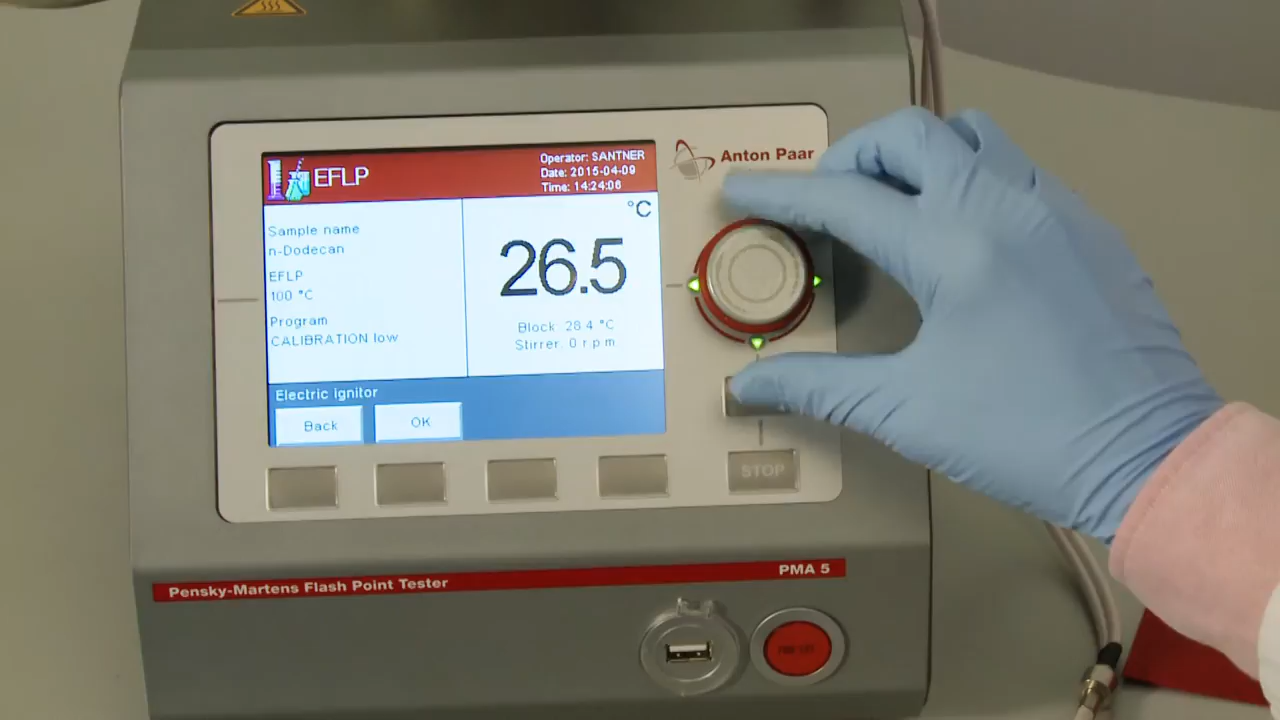 EFLP
Operator: SANTNER
Date: 2015-04-09
Time: 14:24:06
Anton Paar
°C
Sample name
n-Dodecan
EFLP
100 °C
Program
CALIBRATION low
26.5
Block: 28.4 °C
Stirrer: 0 r.p.m
Electric ignitor
Back
OK
STOP
Pensky-Martens Flash Point Tester
PMA 5